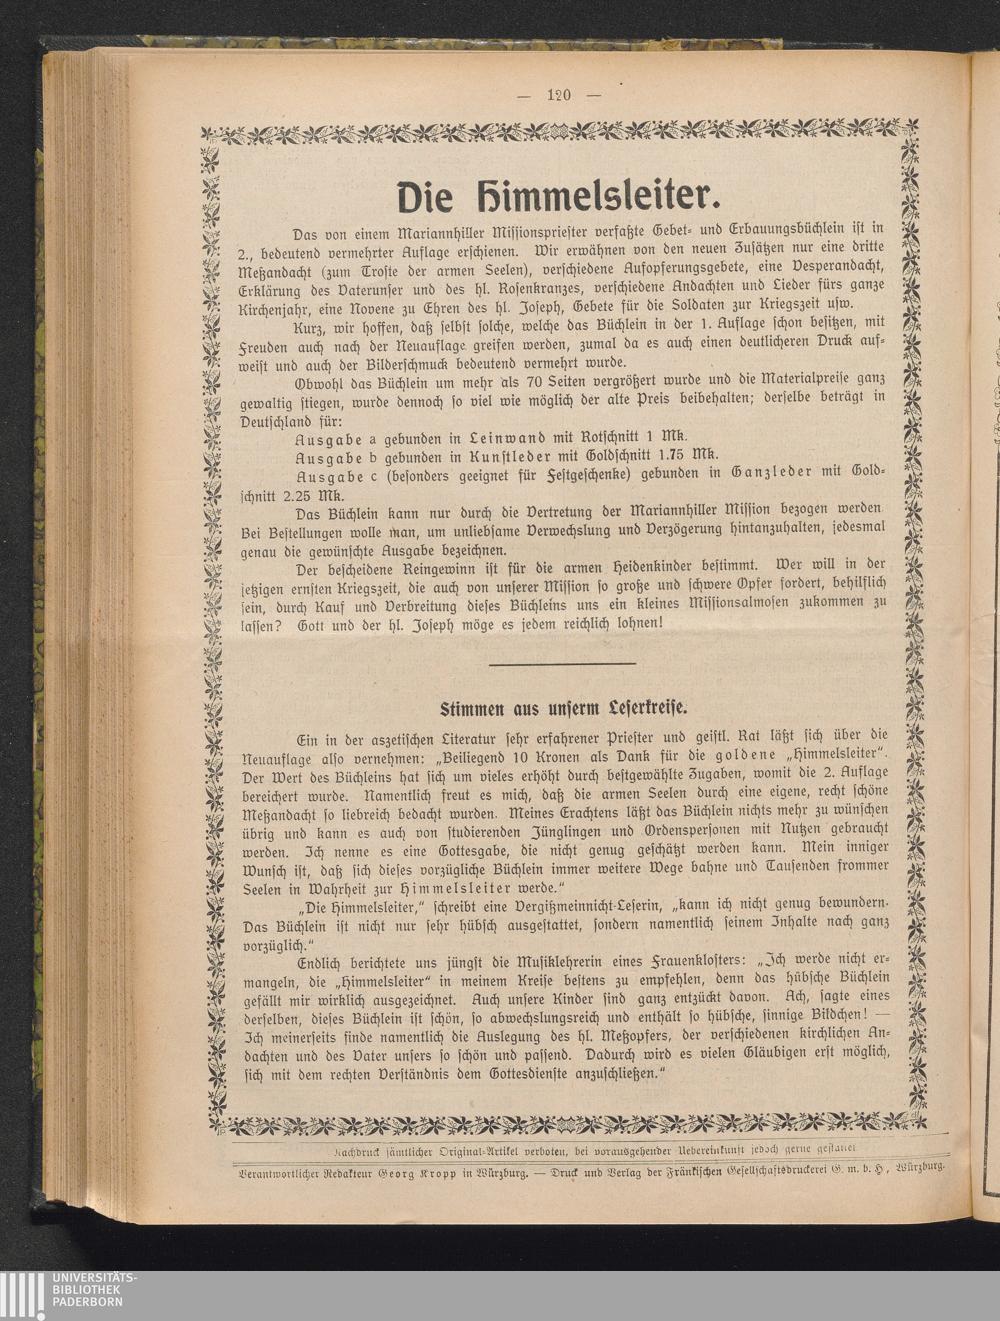 — 120 —
Die Himmelsleiter.
Das von einem Mariannhiller Missionspriester verfaßte Gebet- und Erbauungsbüchlein ist in
2., bedeutend vermehrter Auflage erschienen. Wir erwähnen von den neuen Zusätzen nur eine dritte
Meßandacht (zum Troste der armen Seelen), verschiedene Aufopferungsgebete, eine Vesperandacht,
Erklärung des Vaterunser und des hl. Rosenkranzes, verschiedene Andachten und Lieder fürs ganze
Kirchenjahr, eine Novene zu Ehren des hl. Joseph, Gebete für die Soldaten zur Kriegszeit usw.
Kurz, wir hoffen, daß selbst solche, welche das Büchlein in der 1. Auflage schon besitzen, mit
Freuden auch nach der Neuauflage greifen werden, zumal da es auch einen deutlicheren Druck auf-
weist und auch der Bilderschmuck bedeutend vermehrt wurde.
Obwohl das Büchlein um mehr als 70 Seiten vergrößert wurde und die Materialpreise ganz
gewaltig stiegen, wurde dennoch so viel wie möglich der alte Preis beibehalten; derselbe beträgt in
Deutschland für:
Ausgabe a gebunden in Leinwand mit Rotschnitt 1 Mk.
Ausgabe b gebunden in Kunstleder mit Goldschnitt 1.75 Mk.
Ausgabe c (besonders geeignet für Festgeschenke) gebunden in Ganzleder mit Gold-
schnitt 2.25 Mk.
Das Büchlein kann nur durch die Vertretung der Mariannhiller Mission bezogen werden
Bei Bestellungen wolle man, um unliebsame Verwechslung und Verzögerung hintanzuhalten, jedesmal
genau die gewünschte Ausgabe bezeichnen.
Der bescheidene Reingewinn ist für die armen Heidenkinder bestimmt. Wer will in der
jetzigen ernsten Kriegszeit, die auch von unserer Mission so große und schwere Opfer fordert, behilflich
sein, durch Kauf und Verbreitung dieses Büchleins uns ein kleines Missionsalmosen zukommen zu
lassen? Gott und der hl. Joseph möge es jedem reichlich lohnen!
Stimmen aus unserm Leserkreise.
Ein in der aszetischen Literatur sehr erfahrener Priester und geistl. Rat läßt sich über die
Neuauflage also vernehmen: „Beiliegend 10 Kronen als Dank für die goldene „Himmelsleiter“.
Der Wert des Büchleins hat sich um vieles erhöht durch bestgewählte Zugaben, womit die 2. Auflage
bereichert wurde. Namentlich freut es mich, daß die armen Seelen durch eine eigene, recht schöne
Meßandacht so liebreich bedacht wurden. Meines Erachtens läßt das Büchlein nichts mehr zu wünschen
übrig und kann es auch von studierenden Jünglingen und Ordenspersonen mit Nutzen gebraucht
werden. Ich nenne es eine Gottesgabe, die nicht genug geschätzt werden kann. Mein inniger
Wunsch ist, daß sich dieses vorzügliche Büchlein immer weitere Wege bahne und Tausenden frommer
Seelen in Wahrheit zur Himmelsleiter werde.“
„Die Himmelsleiter,“ schreibt eine Vergißmeinnicht-Leserin, „kann ich nicht genug bewundern.
Das Büchlein ist nicht nur sehr hübsch ausgestattet, sondern namentlich seinem Inhalte nach ganz
vorzüglich.“
Endlich berichtete uns jüngst die Musiklehrerin eines Frauenklosters: „Ich werde nicht er-
mangeln, die „Himmelsleiter“ in meinem Kreise bestens zu empfehlen, denn das hübsche Büchlein
gefällt mir wirklich ausgezeichnet. Auch unsere Kinder sind ganz entzückt davon. Ach, sagte eines
derselben, dieses Büchlein ist schön, so abwechslungsreich und enthält so hübsche, sinnige Bildchen! —
Ich meinerseits finde namentlich die Auslegung des hl. Meßopfers, der verschiedenen kirchlichen An-
dachten und des Vater unsers so schön und passend. Dadurch wird es vielen Gläubigen erst möglich,
sich mit dem rechten Verständnis dem Gottesdienste anzuschließen.“
Nachdruck sämtlicher Original-Artikel verboten, bei vorausgehender Uebereinkunft jedoch gerne gestattet
Verantwortlicher Redakteur Georg Kropp in Würzburg. — Druck und Verlag der Fränkischen Gesellschaftsdruckerei G. m. b. H, Würzburg.
UNIVERSITÄTS-
BIBLIOTHEK
PADERBORN